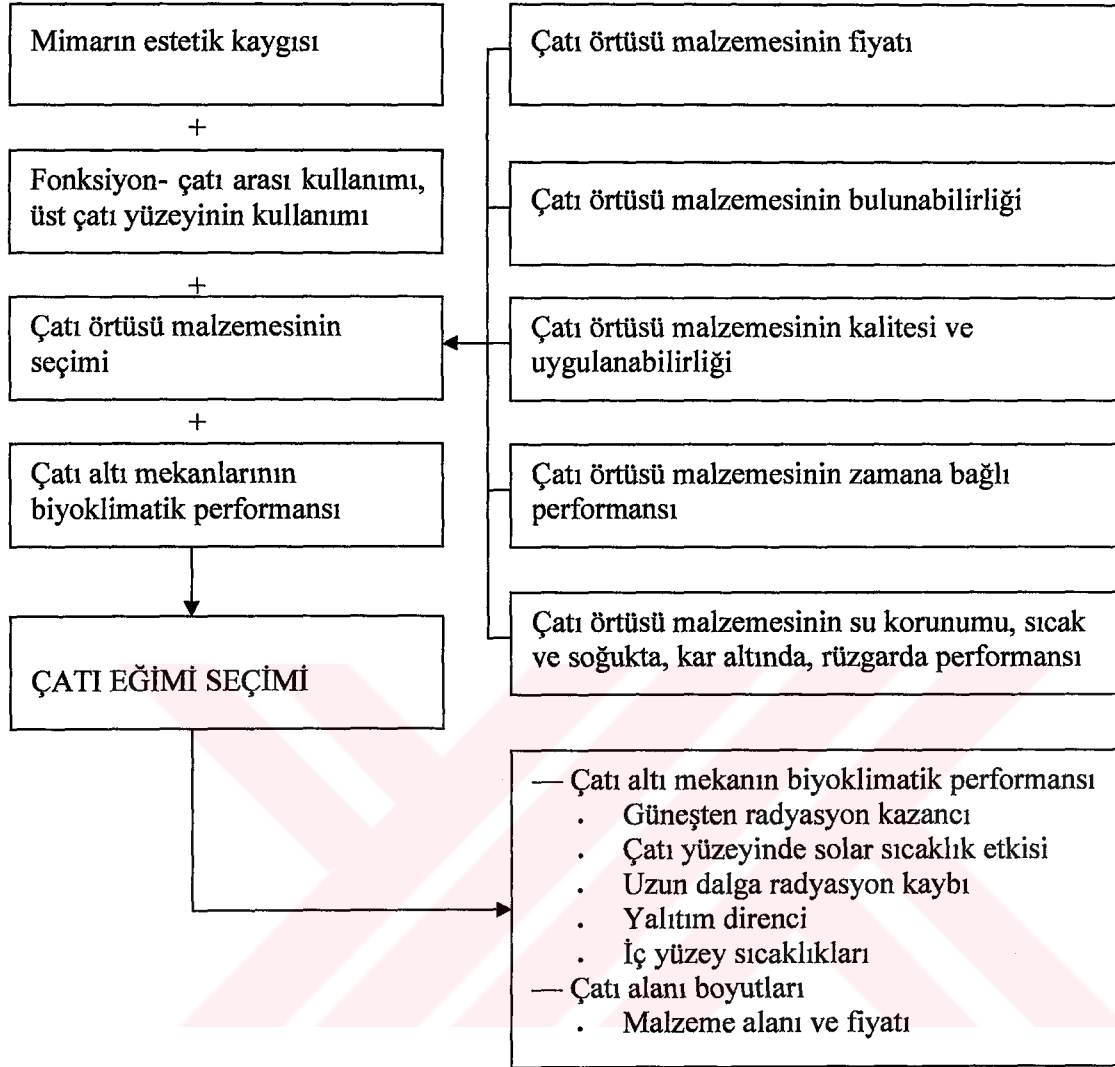 Mimarın estetik kaygısı
+
Fonksiyon- çatı arası kullanımı,
üst çatı yüzeyinin kullanımı
+
Çatı örtüsü malzemesinin
seçimi
+
Çatı altı mekanlarının
biyoklimatik performansı
ÇATI EĞİMİ SEÇİMİ
Çatı örtüsü malzemesinin fiyatı
Çatı örtüsü malzemesinin bulunabilirliği
Çatı örtüsü malzemesinin kalitesi ve
uygulanabilirliği
Çatı örtüsü malzemesinin zamana bağlı
performansı
Çatı örtüsü malzemesinin su korunumu, sıcak
ve soğukta, kar altında, rüzgarda performansı
— Çatı altı mekanın biyoklimatik performansı
. Güneşten radyasyon kazancı
. Çatı yüzeyinde solar sıcaklık etkisi
. Uzun dalga radyasyon kaybı
. Yalıtım direnci
. İç yüzey sıcaklıkları
— Çatı alanı boyutları
. Malzeme alanı ve fiyatı